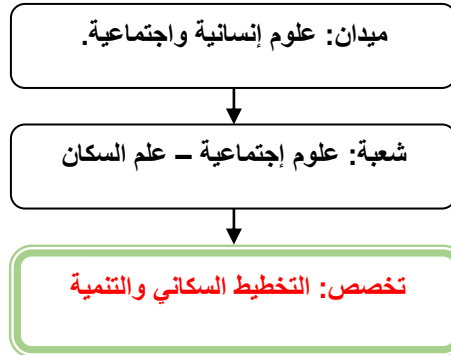 ميدان: علوم إنسانية واجتماعية.
شعبة: علوم إجتماعية – علم السكان
تخصص: التخطيط السكاني والتنمية